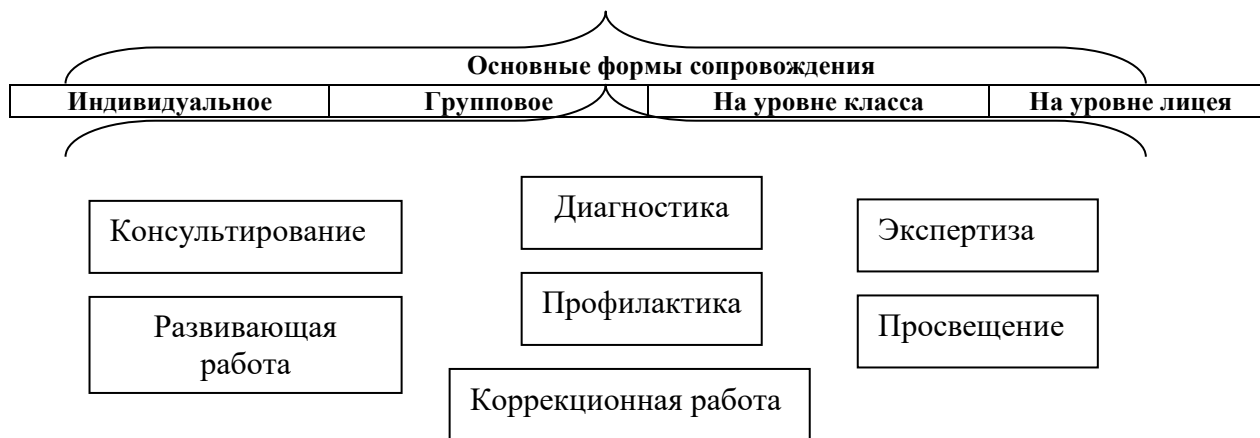 Основные формы сопровождения
Индивидуальное
Групповое
На уровне класса
На уровне лицея
Консультирование
Диагностика
Экспертиза
Развивающая
работа
Профилактика
Просвещение
Коррекционная работа